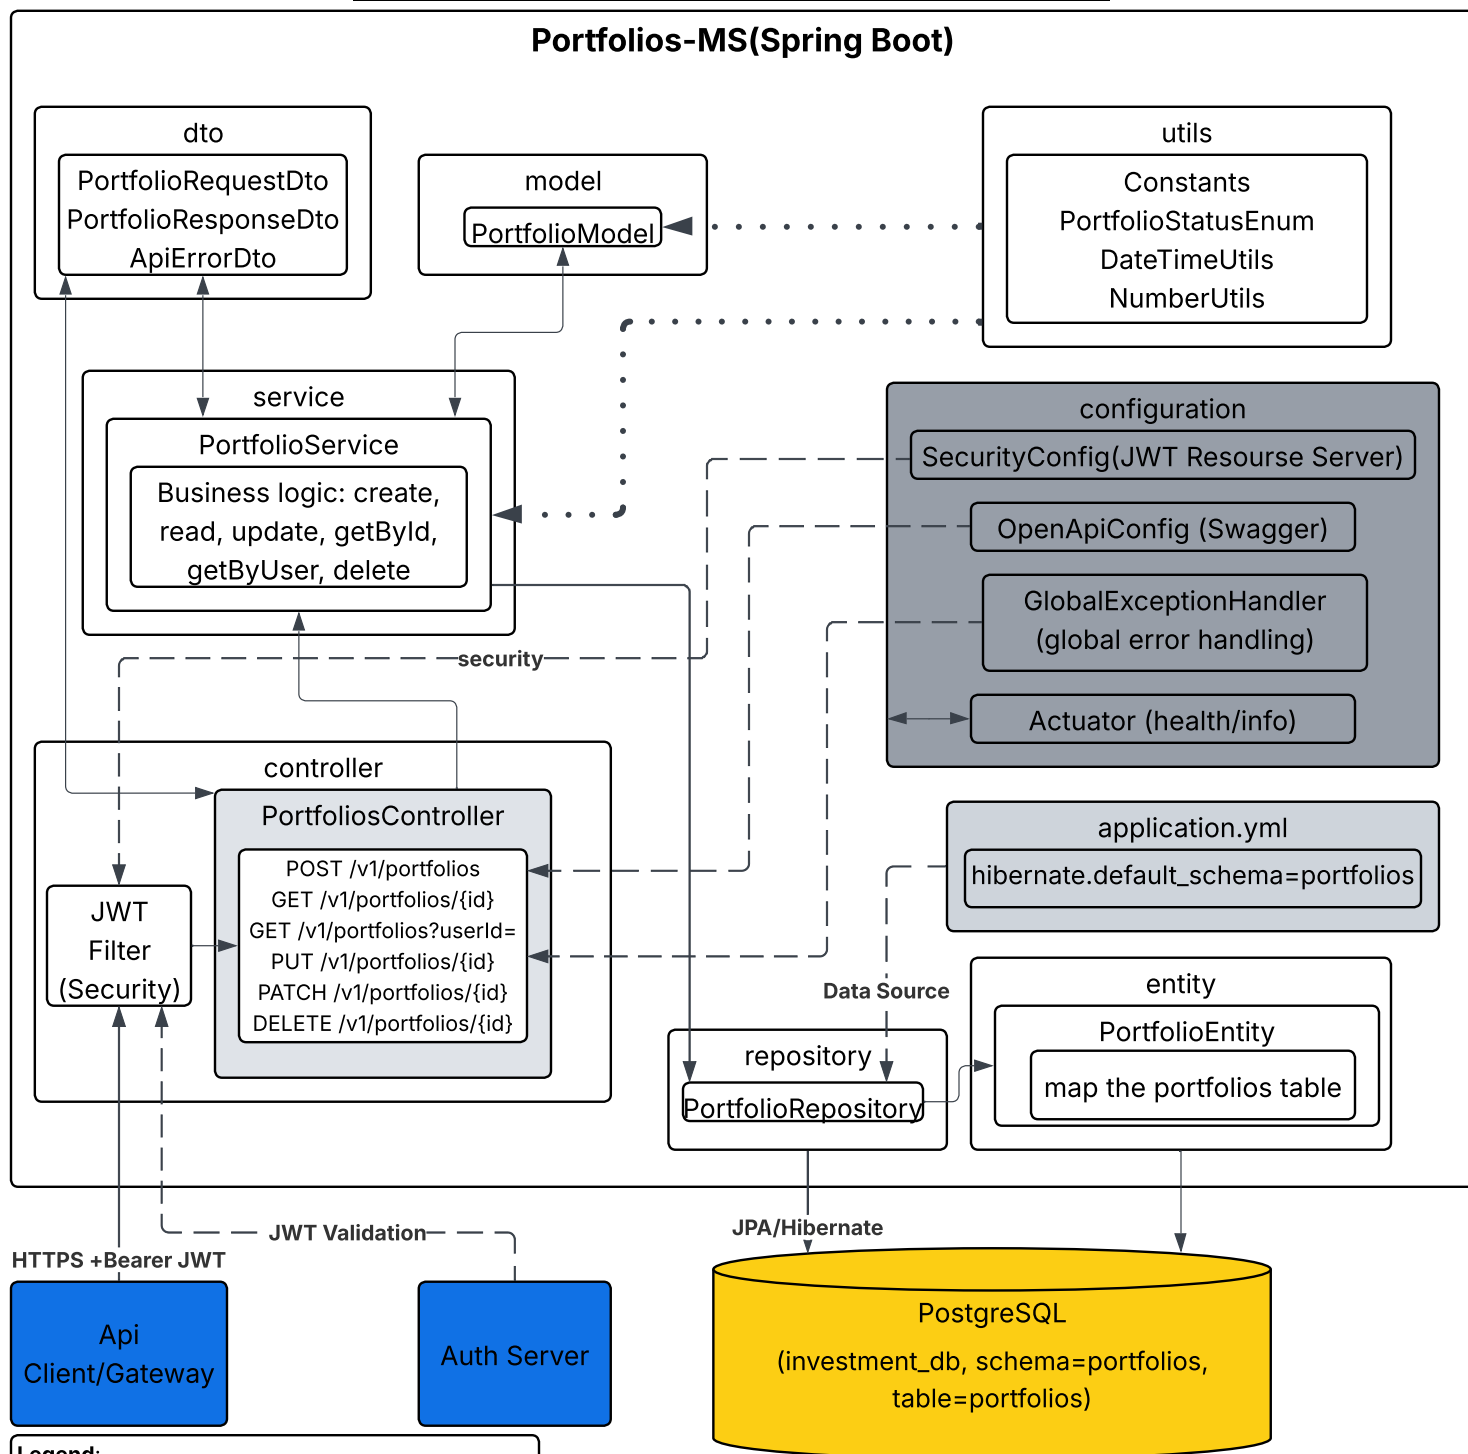 Portfolios-MS(Spring Boot)
dto
PortfolioRequestDto
PortfolioResponseDto
ApiErrorDto
model
PortfolioModel
utils
Constants
PortfolioStatusEnum
DateTimeUtils
NumberUtils
service
PortfolioService
Business logic: create,
read, update, getById,
getByUser, delete
configuration
SecurityConfig(JWT Resourse Server)
OpenApiConfig (Swagger)
GlobalExceptionHandler
(global error handling)
Actuator (health/info)
security
controller
PortfoliosController
POST /v1/portfolios
GET /v1/portfolios/{id}
GET /v1/portfolios?userId=
PUT /v1/portfolios/{id}
PATCH /v1/portfolios/{id}
DELETE /v1/portfolios/{id}
JWT
Filter
(Security)
application.yml
hibernate.default_schema=portfolios
Data Source
repository
PortfolioRepository
entity
PortfolioEntity
map the portfolios table
JPA/Hibernate
JWT Validation
HTTPS +Bearer JWT
Api
Client/Gateway
Auth Server
PostgreSQL
(investment_db, schema=portfolios,
table=portfolios)
Legend: